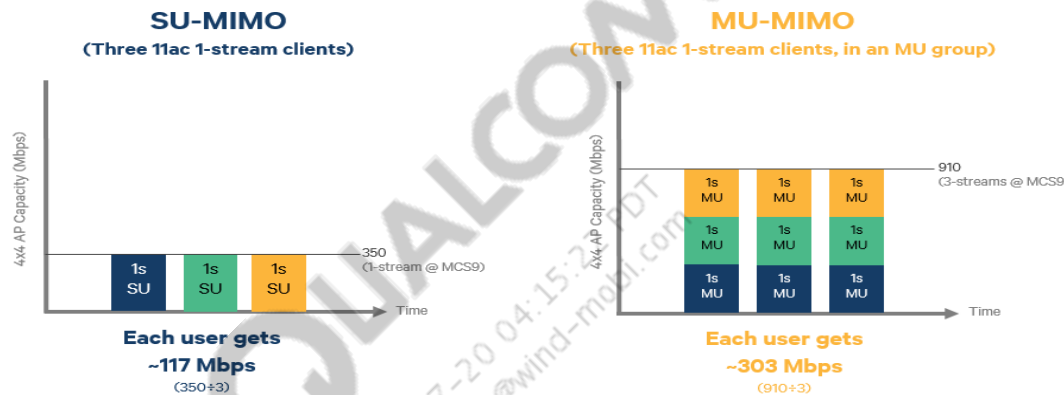 SU-MIMO
(Three 11ac 1-stream clients)
4x4 AP Capacity (Mbps)
350
(1-stream @ MCS9)
1s
SU
1s
SU
1s
SU
Time
Each user gets
~117 Mbps
(350÷3)
MU-MIMO
(Three 11ac 1-stream clients, in an MU group)
4x4 AP Capacity (Mbps)
910
(3-streams @ MCS9
1s
MU
1s
MU
1s
MU
1s
MU
1s
MU
1s
MU
1s
MU
1s
MU
1s
MU
Time
Each user gets
~303 Mbps
(910÷3)
QUALCOM
7-20 04:15:22 PDT
@wind-mobi.com